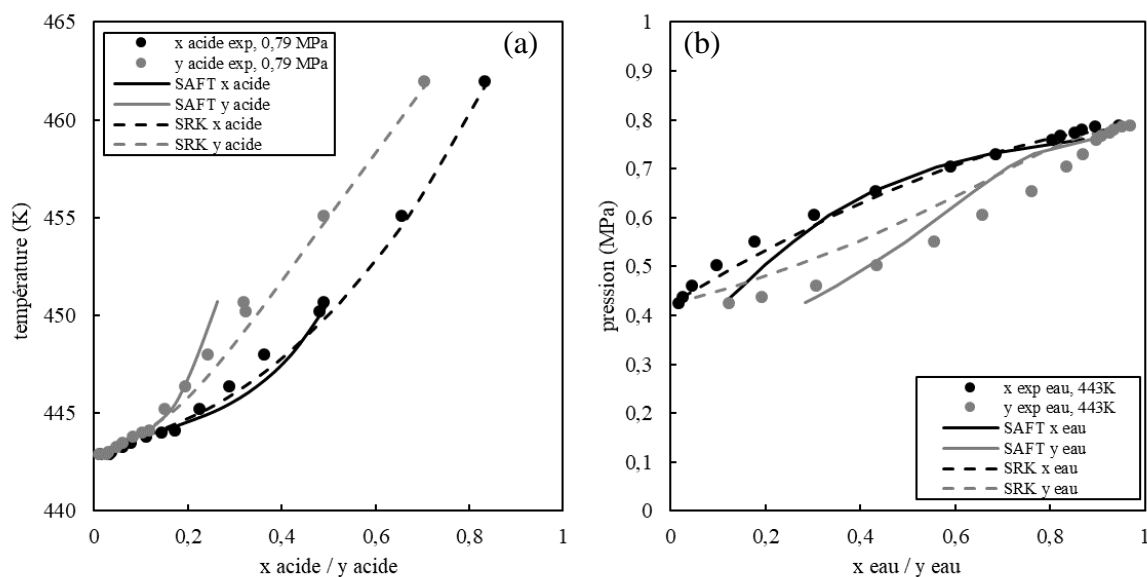 465
460
455
450
445
440
température (K)
x acide exp, 0,79 MPa
y acide exp, 0,79 MPa
SAFT x acide
SAFT y acide
SRK x acide
SRK y acide
(a)
0
0,2
0,4
0,6
0,8
1
x acide / y acide
1
0,9
0,8
0,7
0,6
0,5
0,4
0,3
0,2
0,1
0
pression (MPa)
(b)
x exp eau, 443K
y exp eau, 443K
SAFT x eau
SAFT y eau
SRK x eau
SRK y eau
0
0,2
0,4
0,6
0,8
1
x eau / y eau